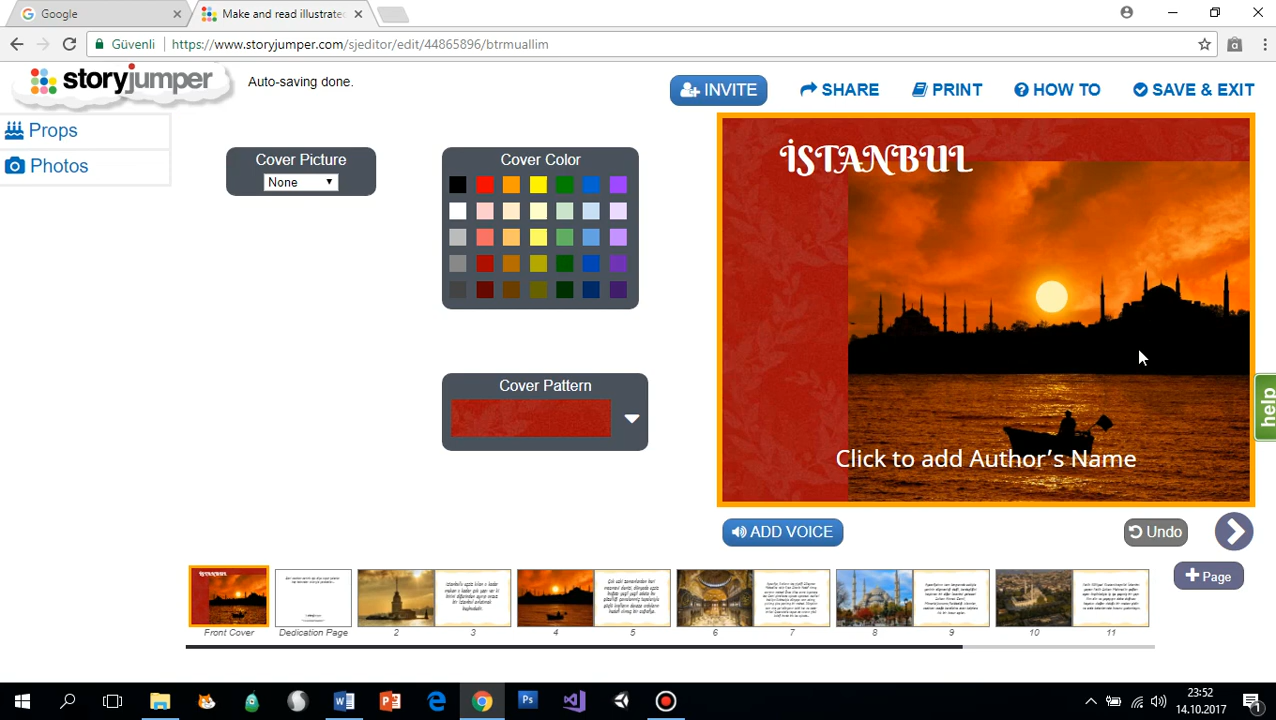 Google
Make and read illustrate
Güvenli
https://www.storyjumper.com/sjeditor/edit/44865896/btrmuallim
storyjumper
Auto-saving done.
INVITE
SHARE
PRINT
HOW TO
SAVE & EXIT
Props
Photos
Cover Picture
None
Cover Color
Cover Pattern
İSTANBUL
Click to add Author's Name
help
ADD VOICE
Undo
Page
İSTANBUL
Front Cover
Dedication Page
2
3
4
5
6
7
8
9
10
11
W
P
Ps
23:52
14.10.2017
1